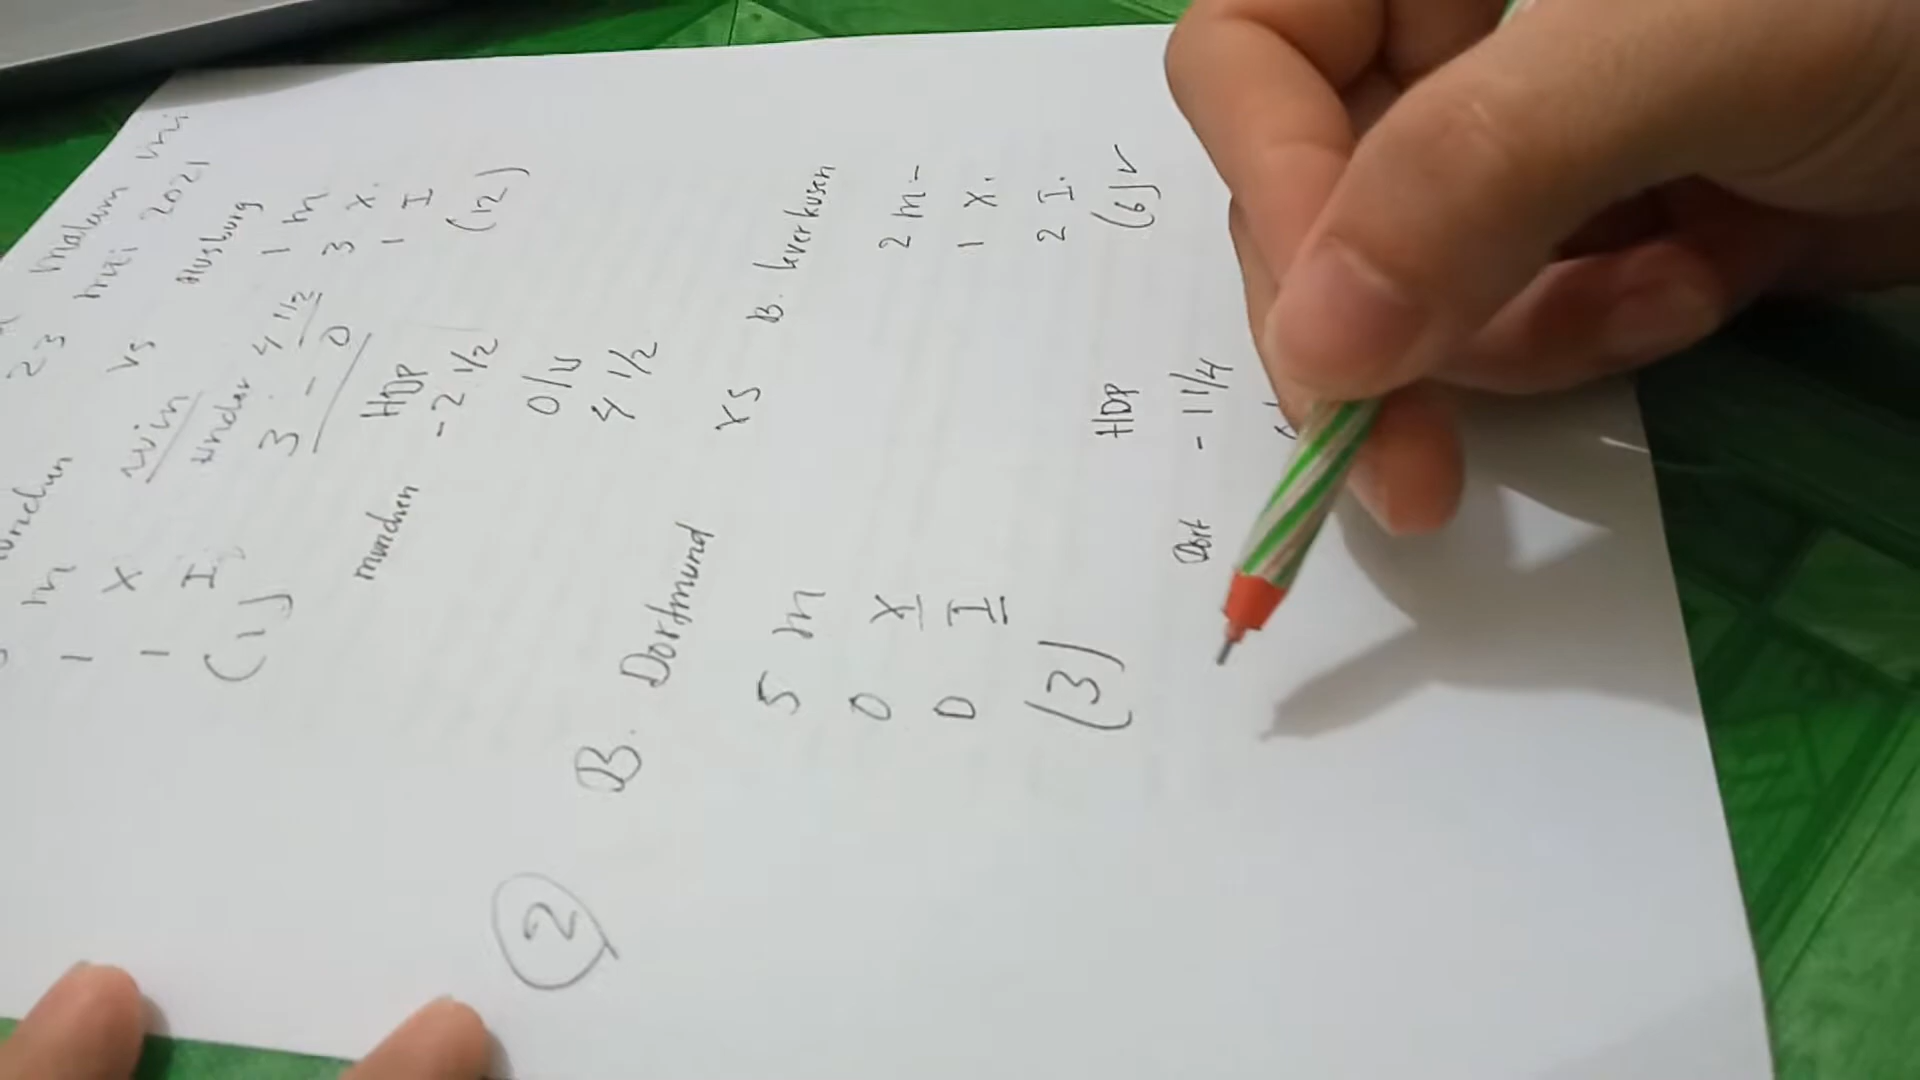 malam ini
23 mei 2021
vs Ausburg
m 1 m
1 X win 3 X.
1 I under 4 1/2 1 I
(1) 3 - 0 (12)
HDP
munchen - 2 1/2
O/U
4 1/2
② B. Dortmund vs B. leverkusen
5 m 2 m -
0 X 1 X.
0 I 2 I.
(3) HDP (6)
Dort - 1 1/4